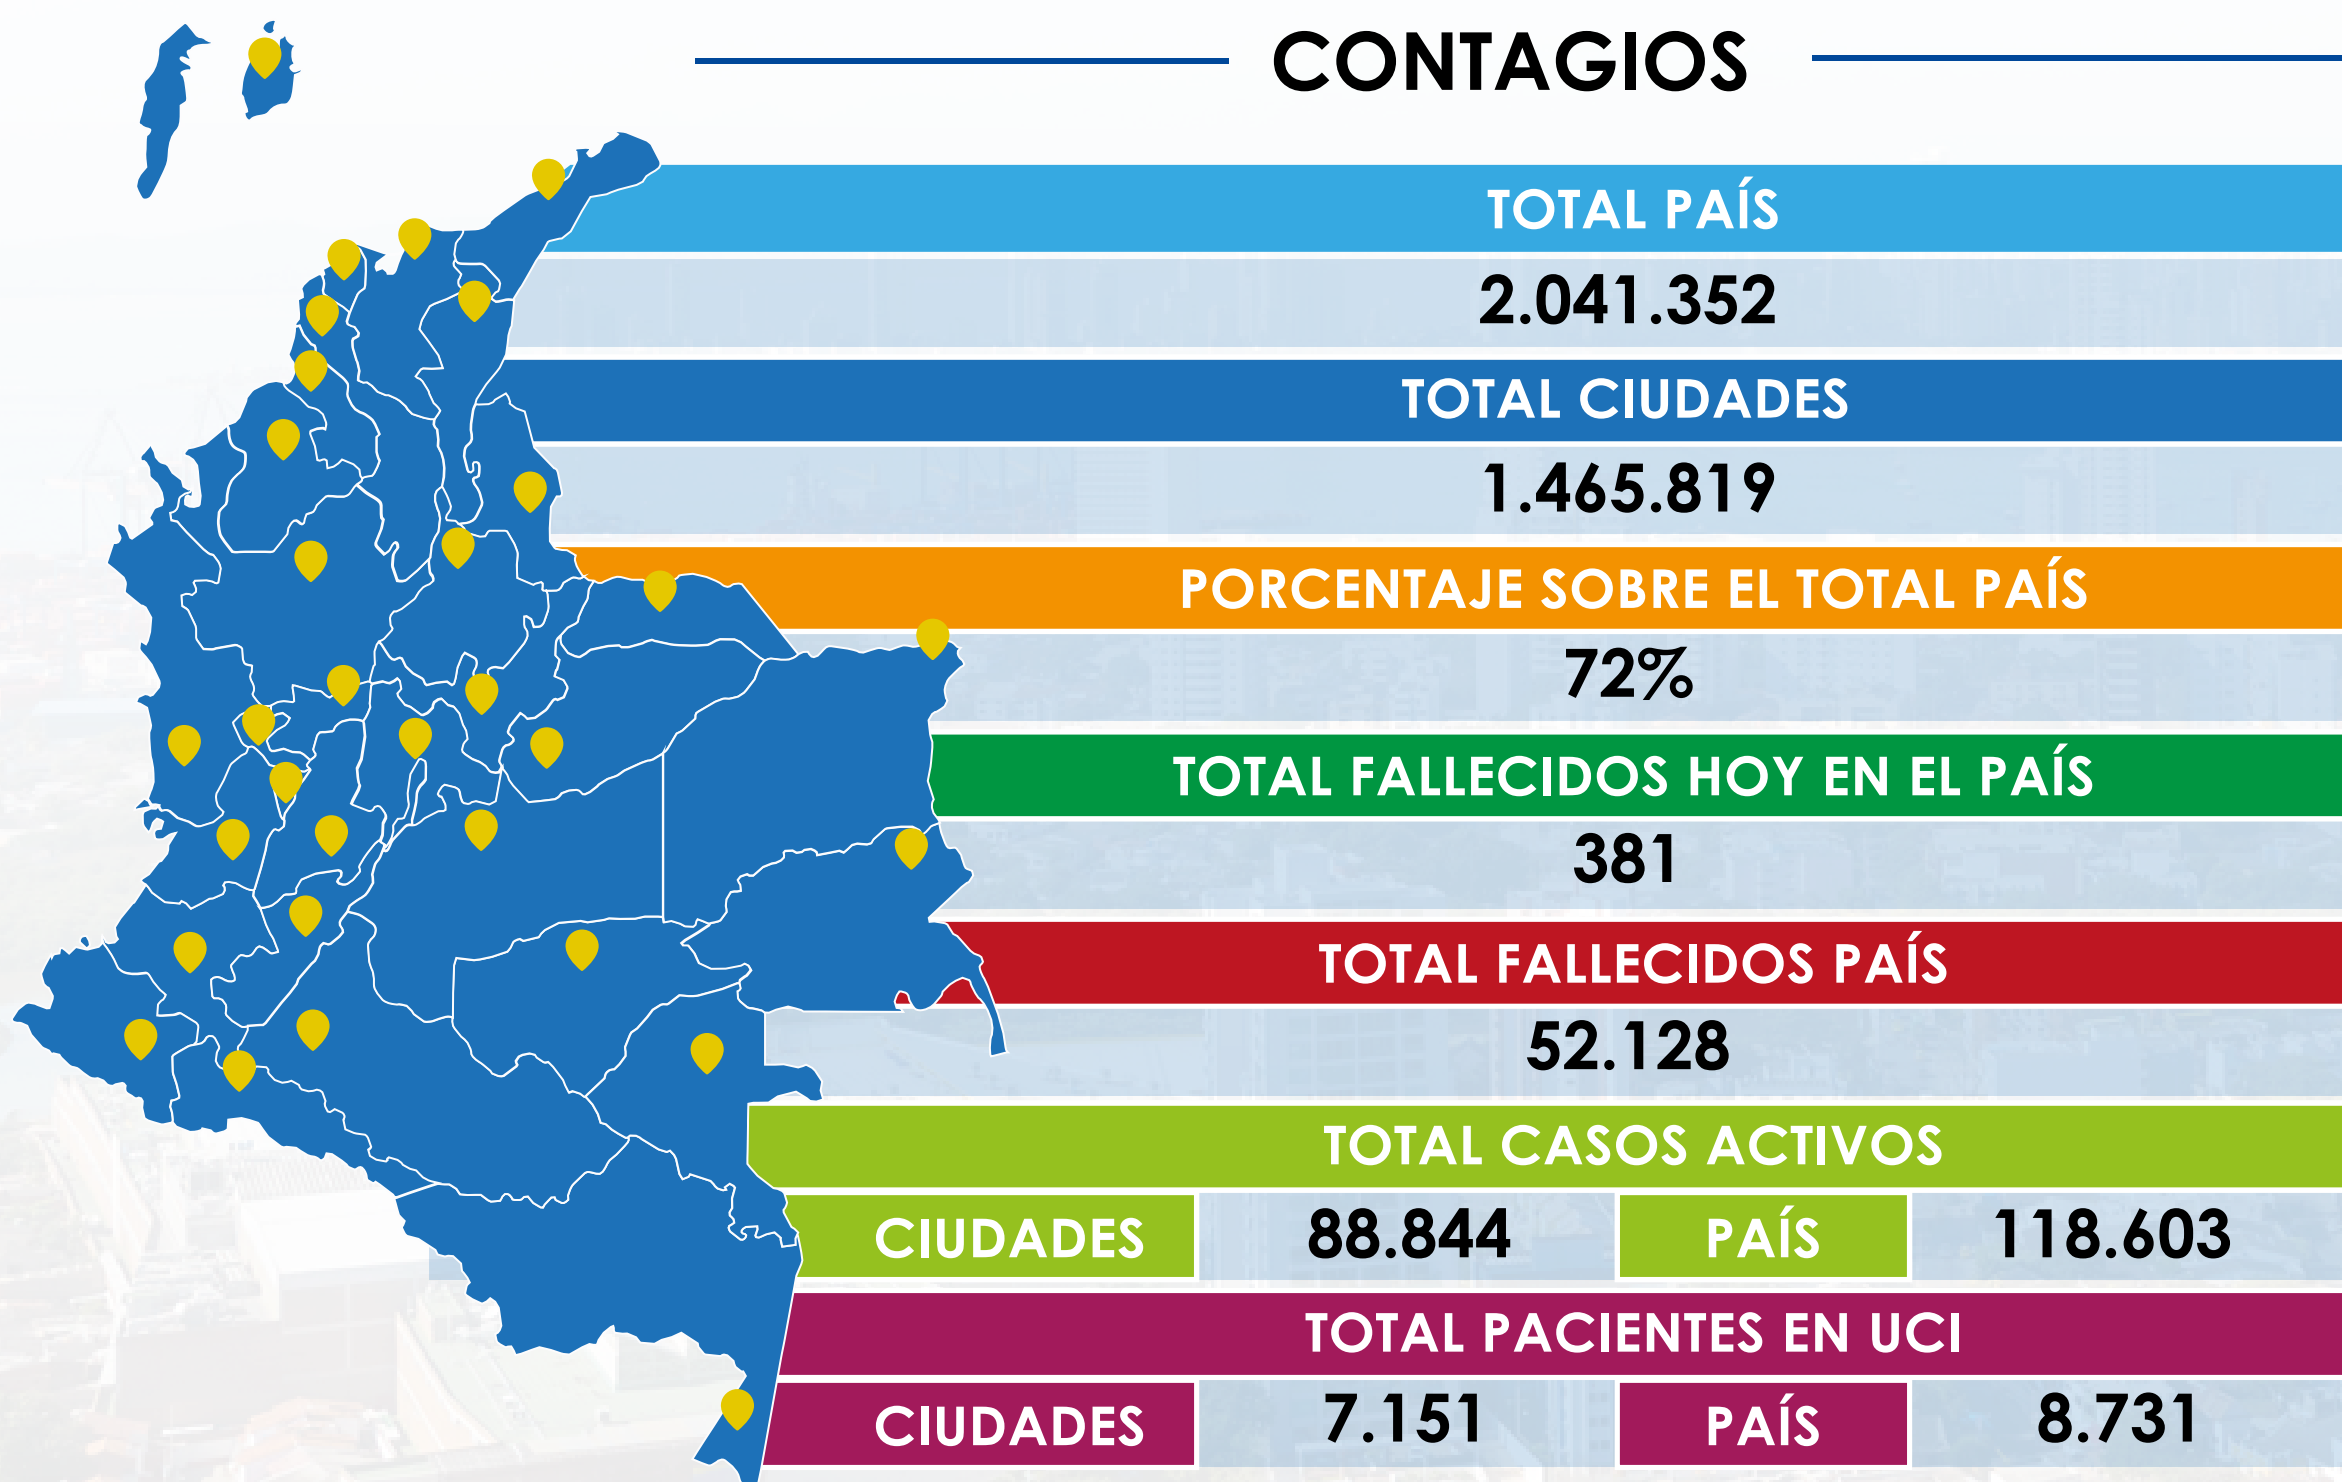 CONTAGIOS
TOTAL PAÍS
2.041.352
TOTAL CIUDADES
1.465.819
PORCENTAJE SOBRE EL TOTAL PAÍS
72%
TOTAL FALLECIDOS HOY EN EL PAÍS
381
TOTAL FALLECIDOS PAÍS
52.128
TOTAL CASOS ACTIVOS
CIUDADES 88.844 PAÍS 118.603
TOTAL PACIENTES EN UCI
CIUDADES 7.151 PAÍS 8.731